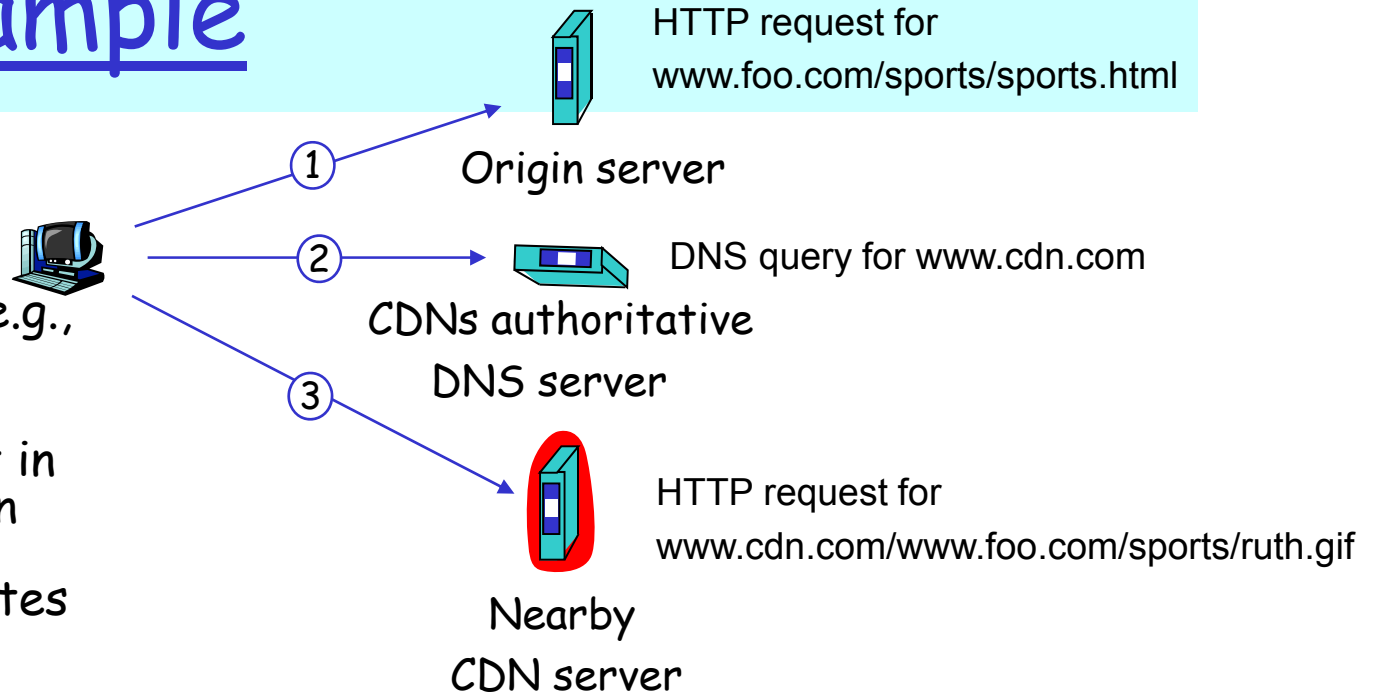 ample
HTTP request for
www.foo.com/sports/sports.html
1
Origin server
2
DNS query for www.cdn.com
e.g.,
CDNs authoritative
DNS server
3
in
HTTP request for
www.cdn.com/www.foo.com/sports/ruth.gif
tes
Nearby
CDN server